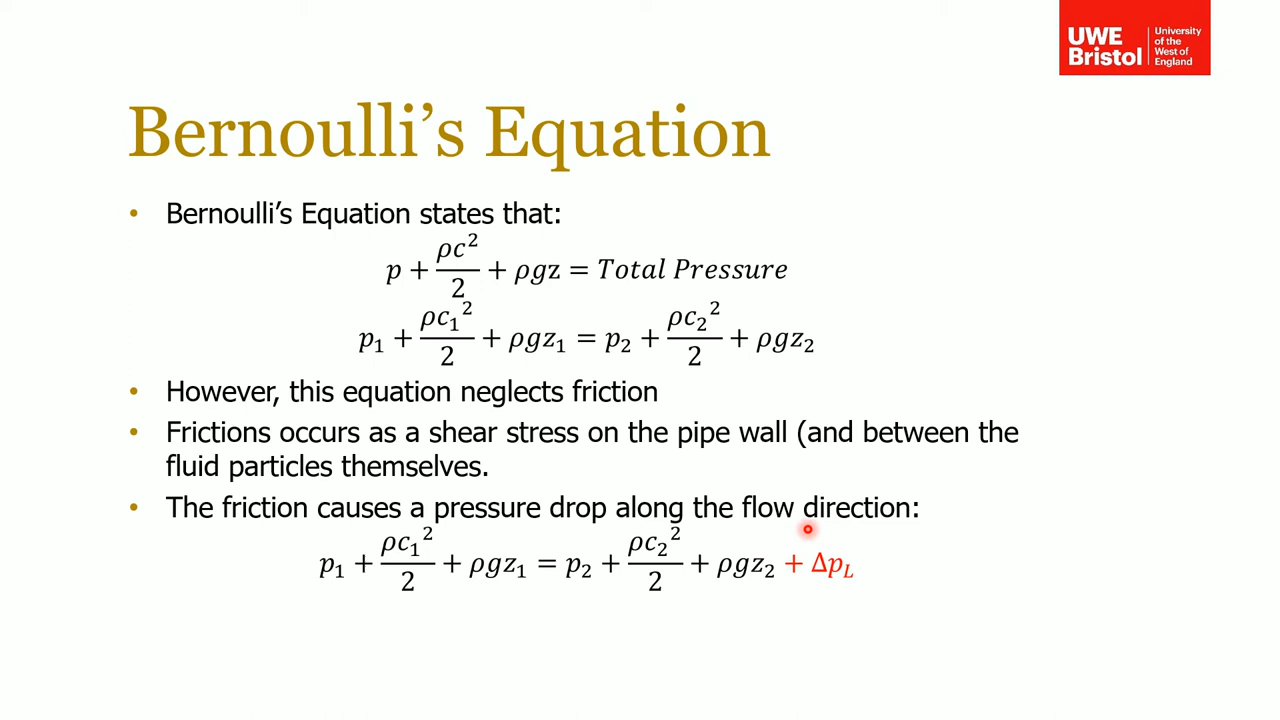 UWE Bristol | University of the West of England
Bernoulli’s Equation
• Bernoulli’s Equation states that:
p + ρc²/2 + ρgz = Total Pressure
p₁ + ρc₁²/2 + ρgz₁ = p₂ + ρc₂²/2 + ρgz₂
• However, this equation neglects friction
• Frictions occurs as a shear stress on the pipe wall (and between the
fluid particles themselves.
• The friction causes a pressure drop along the flow direction:
p₁ + ρc₁²/2 + ρgz₁ = p₂ + ρc₂²/2 + ρgz₂ + Δp_L